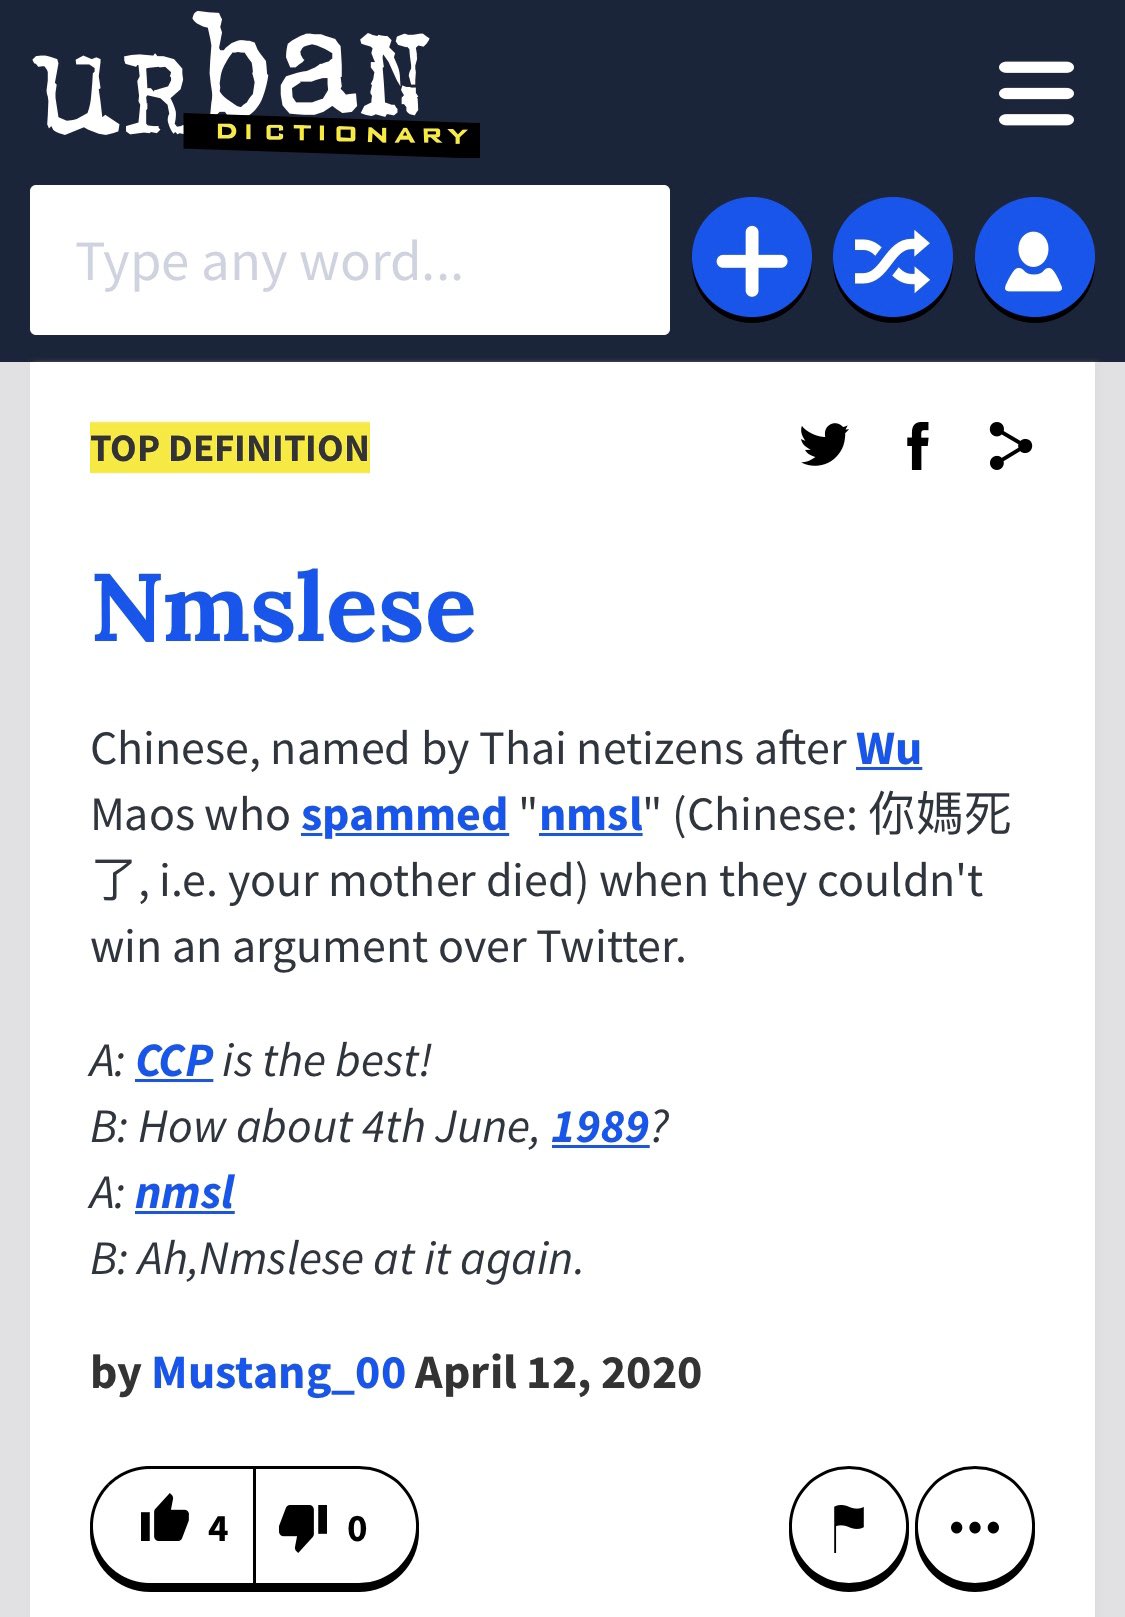 urban
DICTIONARY
Type any word...
TOP DEFINITION
Nmslese
Chinese, named by Thai netizens after Wu
Maos who spammed "nmsl" (Chinese: 你媽死
了, i.e. your mother died) when they couldn't
win an argument over Twitter.
A: CCP is the best!
B: How about 4th June, 1989?
A: nmsl
B: Ah,Nmslese at it again.
by Mustang_00 April 12, 2020
4 0